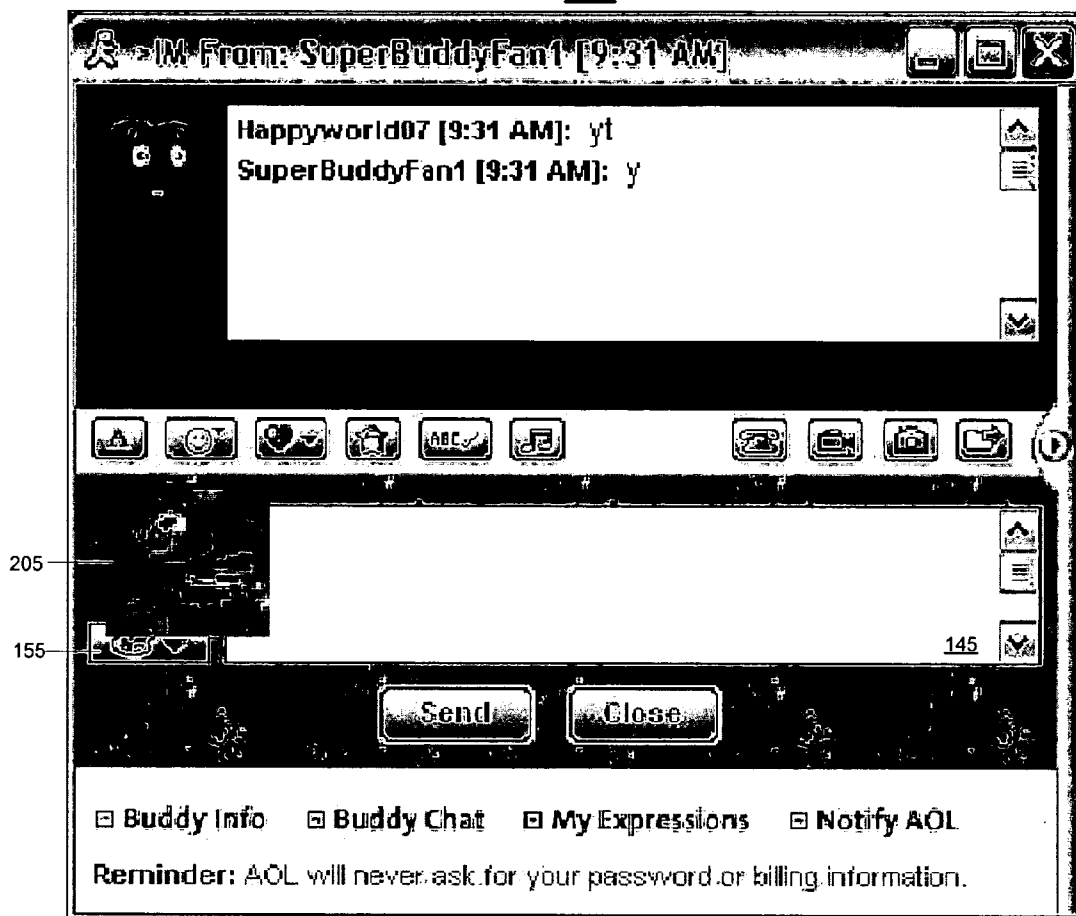 >IM From: SuperBuddyFan1 [9:31 AM]
Happyworld07 [9:31 AM]: yt
SuperBuddyFan1 [9:31 AM]: y
ABC
205
155
145
Send Close
Buddy Info Buddy Chat My Expressions Notify AOL
Reminder: AOL will never ask for your password or billing information.